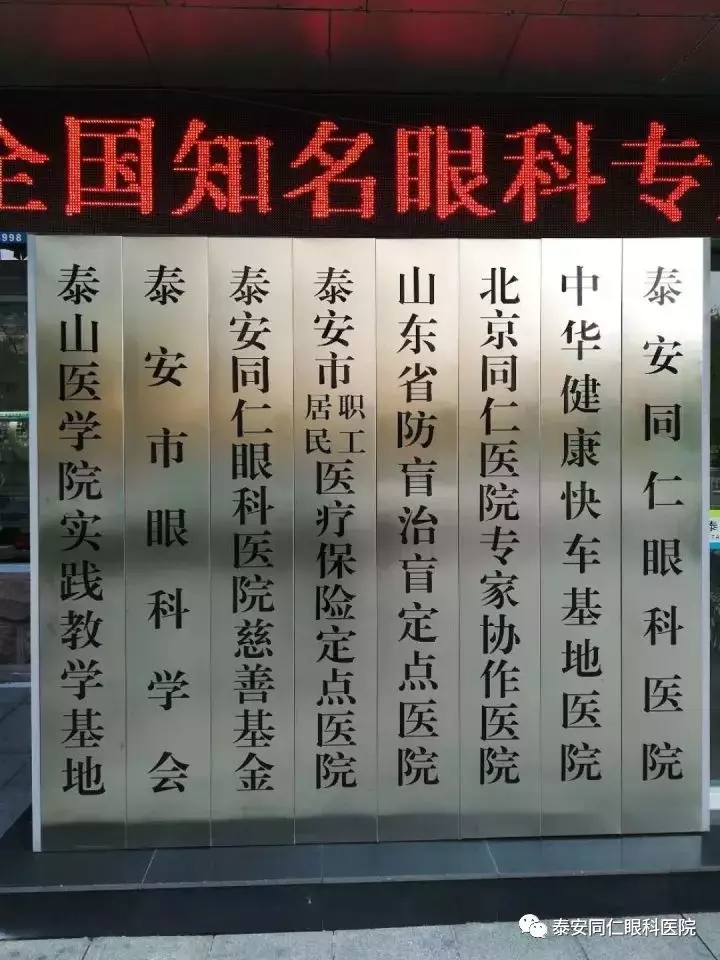 全国知名眼科专
998
泰安同仁眼科医院
中华健康快车基地医院
北京同仁医院专家协作医院
山东省防盲治盲定点医院
泰安市居民职工医疗保险定点医院
泰安同仁眼科医院慈善基金
泰安市眼科学会
泰山医学院实践教学基地
泰安同仁眼科医院